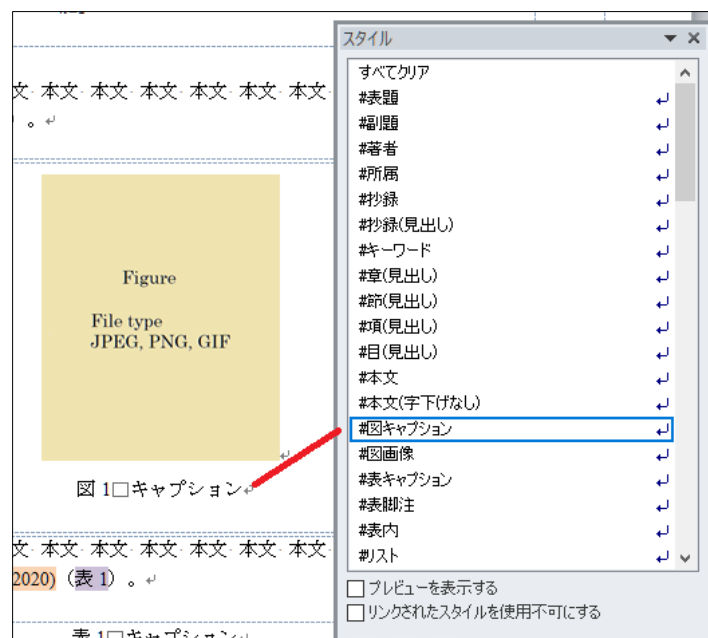 スタイル
すべてクリア
#表題
#副題
#著者
#所属
#抄録
#抄録(見出し)
#キーワード
#章(見出し)
#節(見出し)
#項(見出し)
#目(見出し)
#本文
#本文(字下げなし)
#図キャプション
#図画像
#表キャプション
#表脚注
#表内
#リスト
プレビューを表示する
リンクされたスタイルを使用不可にする
文 本文 本文 本文 本文 本文 本文
。
Figure
File type
JPEG, PNG, GIF
図 1□キャプション
文 本文 本文 本文 本文 本文 本文
2020) (表 1) 。
表 1□キャプション